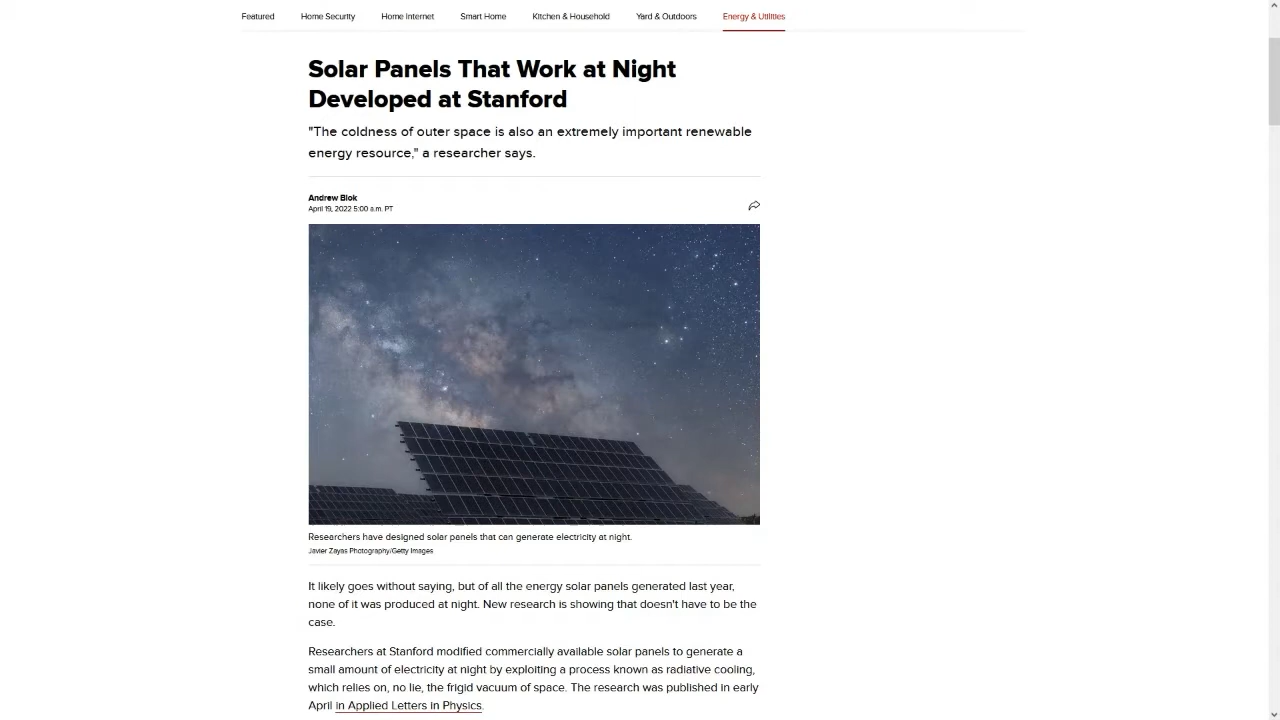 Featured Home Security Home Internet Smart Home Kitchen & Household Yard & Outdoors Energy & Utilities
Solar Panels That Work at Night
Developed at Stanford
"The coldness of outer space is also an extremely important renewable
energy resource," a researcher says.
Andrew Blok
April 19, 2022 5:00 a.m. PT
Researchers have designed solar panels that can generate electricity at night.
Javier Zayas Photography/Getty Images
It likely goes without saying, but of all the energy solar panels generated last year,
none of it was produced at night. New research is showing that doesn't have to be the
case.
Researchers at Stanford modified commercially available solar panels to generate a
small amount of electricity at night by exploiting a process known as radiative cooling,
which relies on, no lie, the frigid vacuum of space. The research was published in early
April in Applied Letters in Physics.